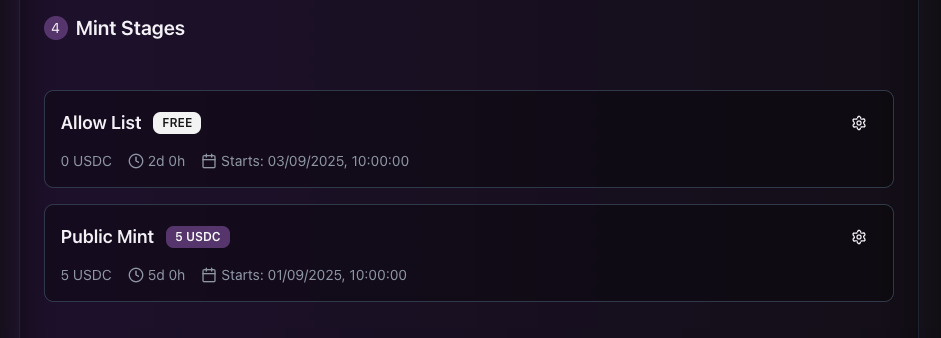 4 Mint Stages
Allow List FREE
0 USDC 2d 0h Starts: 03/09/2025, 10:00:00
Public Mint 5 USDC
5 USDC 5d 0h Starts: 01/09/2025, 10:00:00